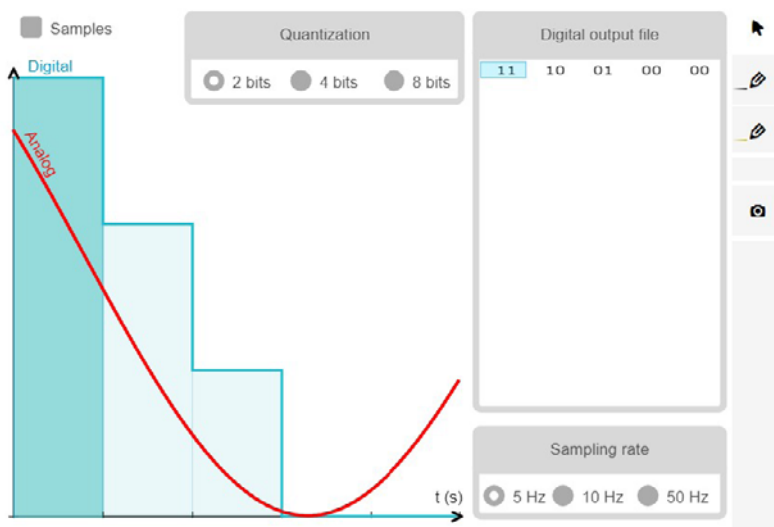 Samples
Quantization
Digital output file
Digital
2 bits 4 bits 8 bits
11 10 01 00 00
Analog
Sampling rate
t (s)
5 Hz 10 Hz 50 Hz